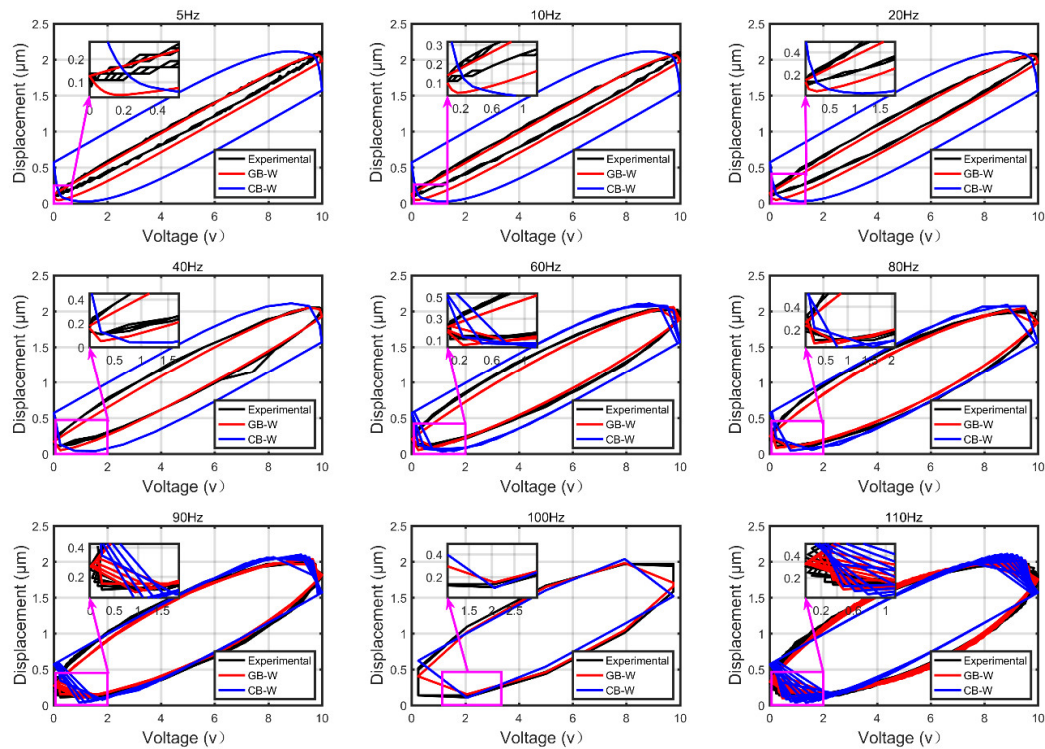 5Hz
Displacement (μm)
2.5
2
1.5
1
0.5
0
0.2
0.1
0 0.2 0.4
Experimental
GB-W
CB-W
0 2 4 6 8 10
Voltage (v）
10Hz
Displacement (μm)
2.5
2
1.5
1
0.5
0
0.3
0.2
0.1
0.2 0.6 1
Experimental
GB-W
CB-W
0 2 4 6 8 10
Voltage (v）
20Hz
Displacement (μm)
2.5
2
1.5
1
0.5
0
0.4
0.2
0.5 1 1.5
Experimental
GB-W
CB-W
0 2 4 6 8 10
Voltage (v）
40Hz
Displacement (μm)
2.5
2
1.5
1
0.5
0
0.4
0.2
0
0.5 1 1.5
Experimental
GB-W
CB-W
0 2 4 6 8 10
Voltage (v）
60Hz
Displacement (μm)
2.5
2
1.5
1
0.5
0
0.5
0.3
0.1
0.2 0.6
Experimental
GB-W
CB-W
0 2 4 6 8 10
Voltage (v）
80Hz
Displacement (μm)
2.5
2
1.5
1
0.5
0
0.4
0.2
0.5 1 1.5 2
Experimental
GB-W
CB-W
0 2 4 6 8 10
Voltage (v）
90Hz
Displacement (μm)
2.5
2
1.5
1
0.5
0
0.4
0.2
0 0.5 1 1.5
Experimental
GB-W
CB-W
0 2 4 6 8 10
Voltage (v）
100Hz
Displacement (μm)
2.5
2
1.5
1
0.5
0
0.4
0.2
1.5 2 2.5
Experimental
GB-W
CB-W
0 2 4 6 8 10
Voltage (v）
110Hz
Displacement (μm)
2.5
2
1.5
1
0.5
0
0.4
0.2
0.2 0.6 1
Experimental
GB-W
CB-W
0 2 4 6 8 10
Voltage (v）